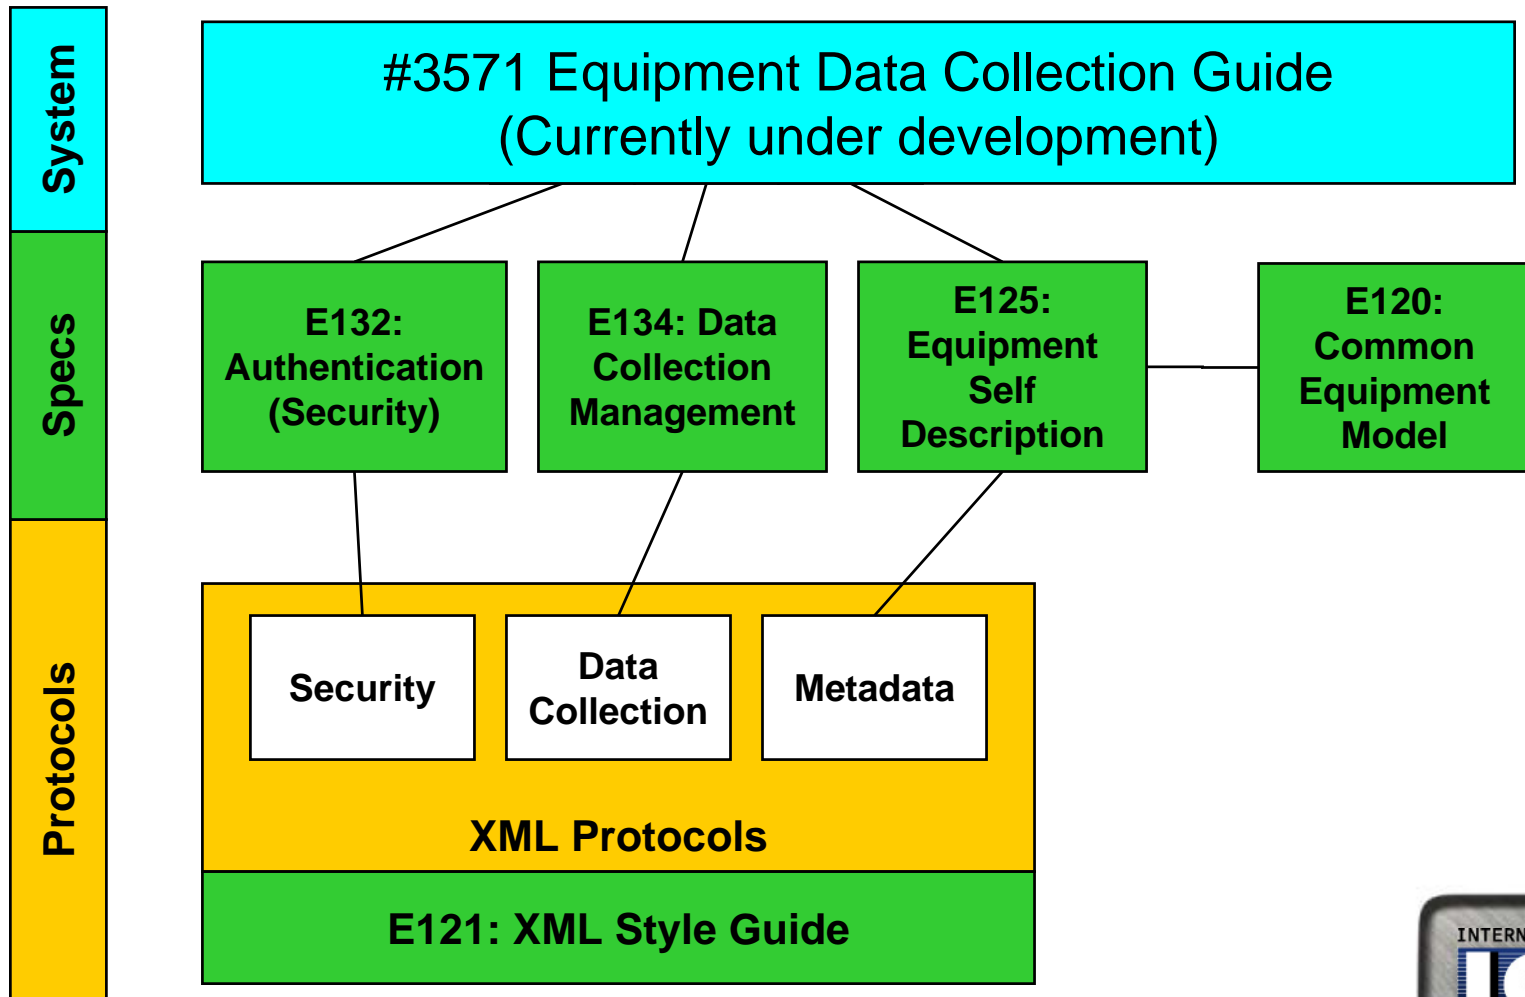 System
#3571 Equipment Data Collection Guide
(Currently under development)
Specs
E132:
Authentication
(Security)
E134: Data
Collection
Management
E125:
Equipment
Self
Description
E120:
Common
Equipment
Model
Protocols
Security
Data
Collection
Metadata
XML Protocols
E121: XML Style Guide
INTERN